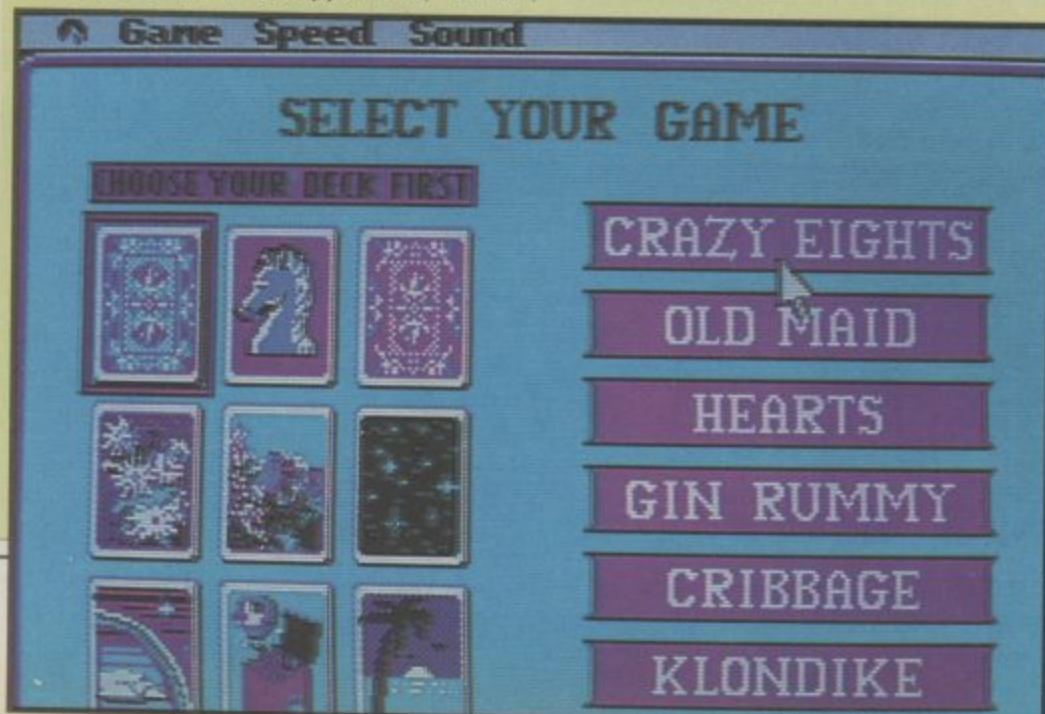 Game Speed Sound
SELECT YOUR GAME
CHOOSE YOUR DECK FIRST
CRAZY EIGHTS
OLD MAID
HEARTS
GIN RUMMY
CRIBBAGE
KLONDIKE